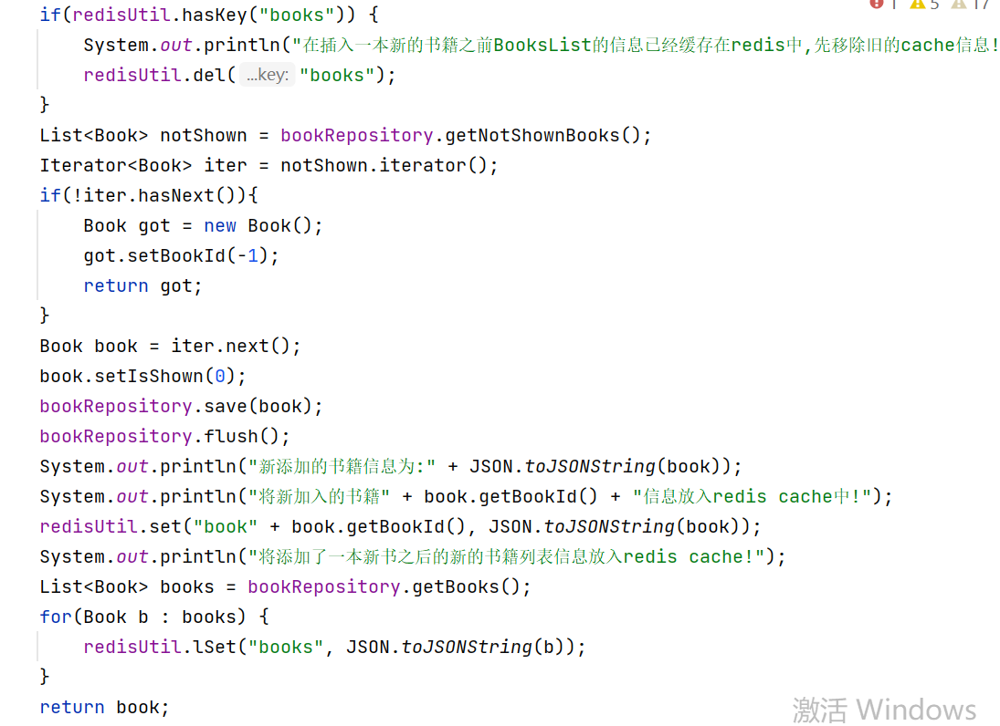 1 5 17
if(redisUtil.hasKey("books")) {
System.out.println("在插入一本新的书籍之前BooksList的信息已经缓存在redis中,先移除旧的cache信息!
redisUtil.del( ...key: "books");
}
List<Book> notShown = bookRepository.getNotShownBooks();
Iterator<Book> iter = notShown.iterator();
if(!iter.hasNext()){
Book got = new Book();
got.setBookId(-1);
return got;
}
Book book = iter.next();
book.setIsShown(0);
bookRepository.save(book);
bookRepository.flush();
System.out.println("新添加的书籍信息为:" + JSON.toJSONString(book));
System.out.println("将新加入的书籍" + book.getBookId() + "信息放入redis cache中!");
redisUtil.set("book" + book.getBookId(), JSON.toJSONString(book));
System.out.println("将添加了一本新书之后的新的书籍列表信息放入redis cache!");
List<Book> books = bookRepository.getBooks();
for(Book b : books) {
redisUtil.lSet("books", JSON.toJSONString(b));
}
return book;
激活 Windows